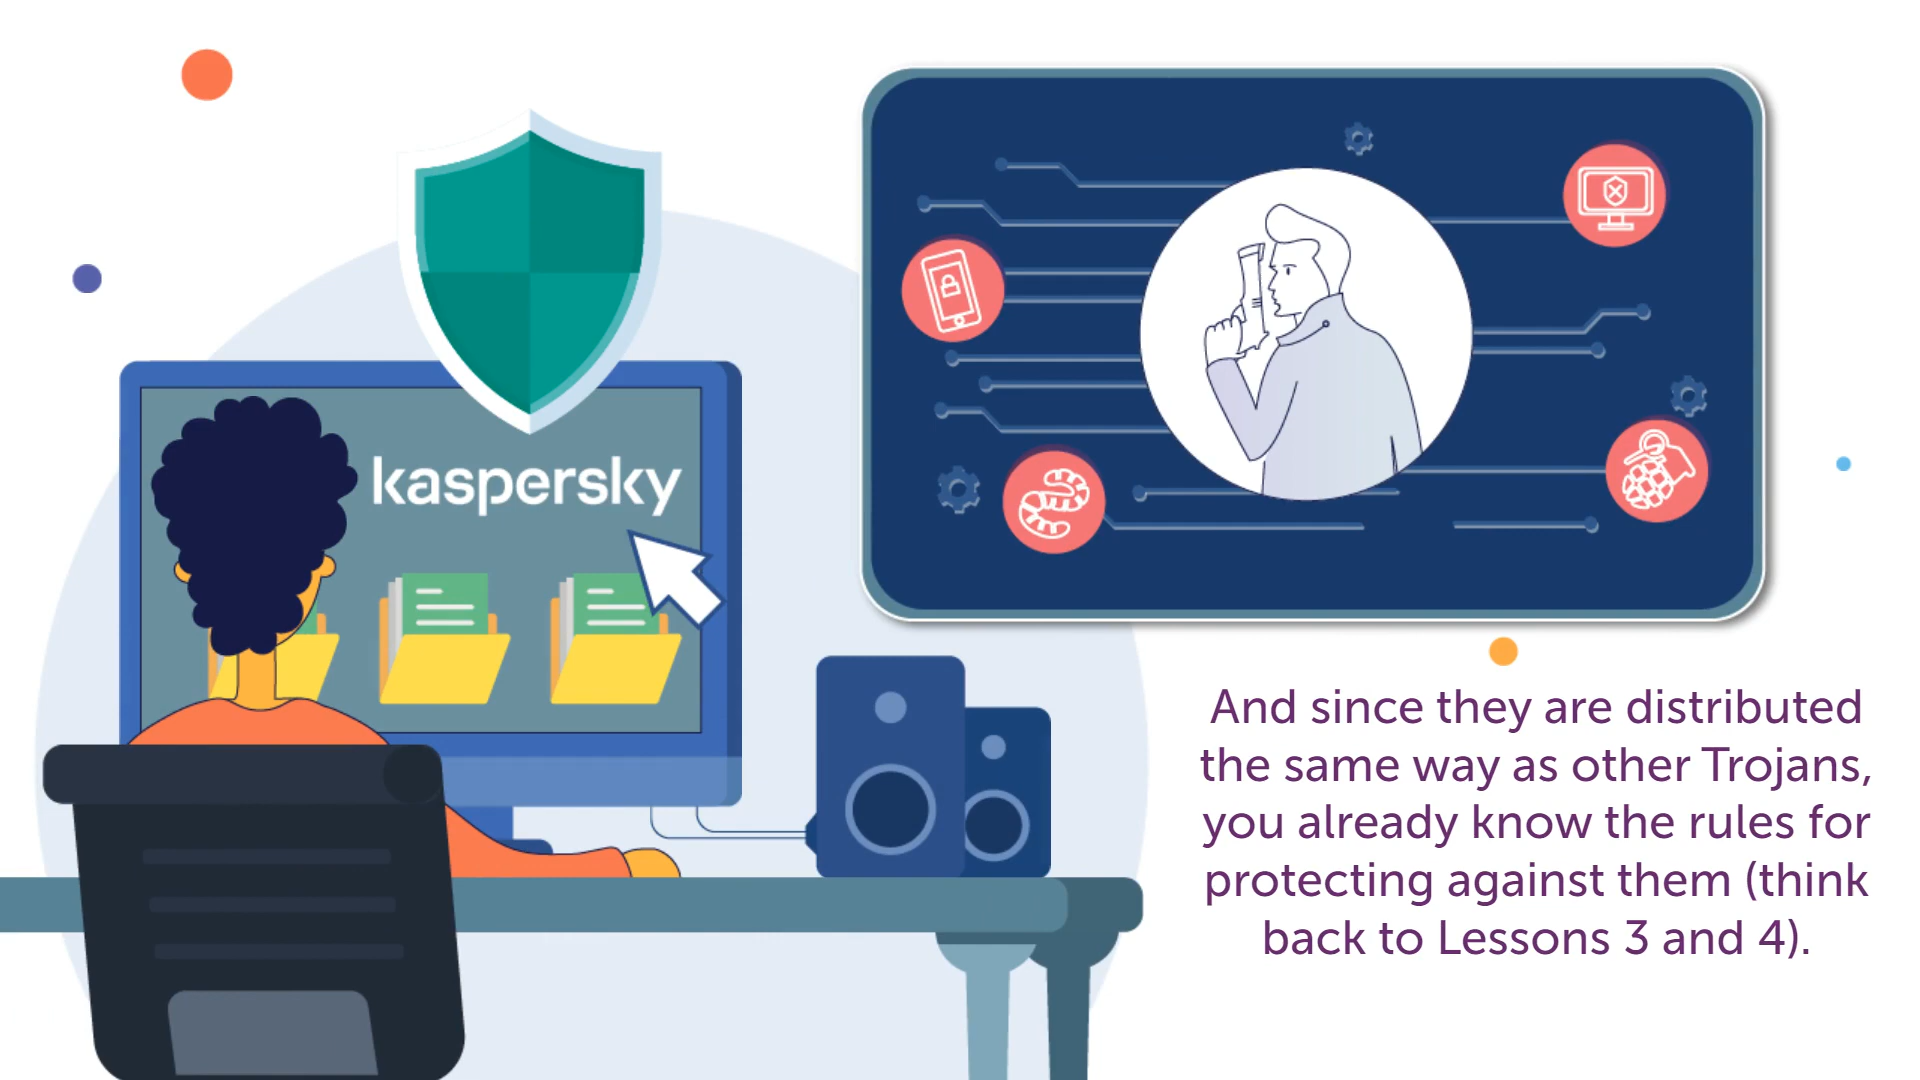 kaspersky
And since they are distributed
the same way as other Trojans,
you already know the rules for
protecting against them (think
back to Lessons 3 and 4).